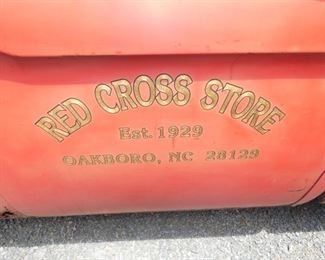 RED CROSS STORE
Est. 1929
OAKBORO, NC 28129